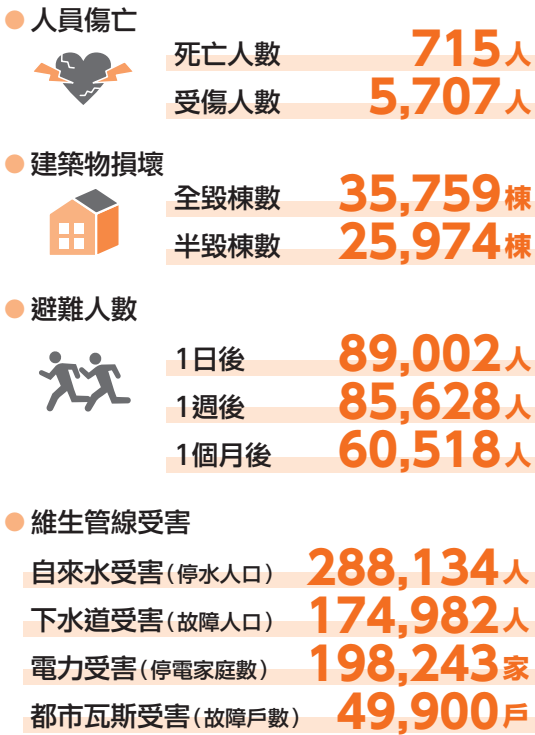 人員傷亡
死亡人數 715人
受傷人數 5,707人
建築物損壞
全毀棟數 35,759棟
半毀棟數 25,974棟
避難人數
1日後 89,002人
1週後 85,628人
1個月後 60,518人
維生管線受害
自來水受害(停水人口) 288,134人
下水道受害(故障人口) 174,982人
電力受害(停電家庭數) 198,243家
都市瓦斯受害(故障戶數) 49,900戶